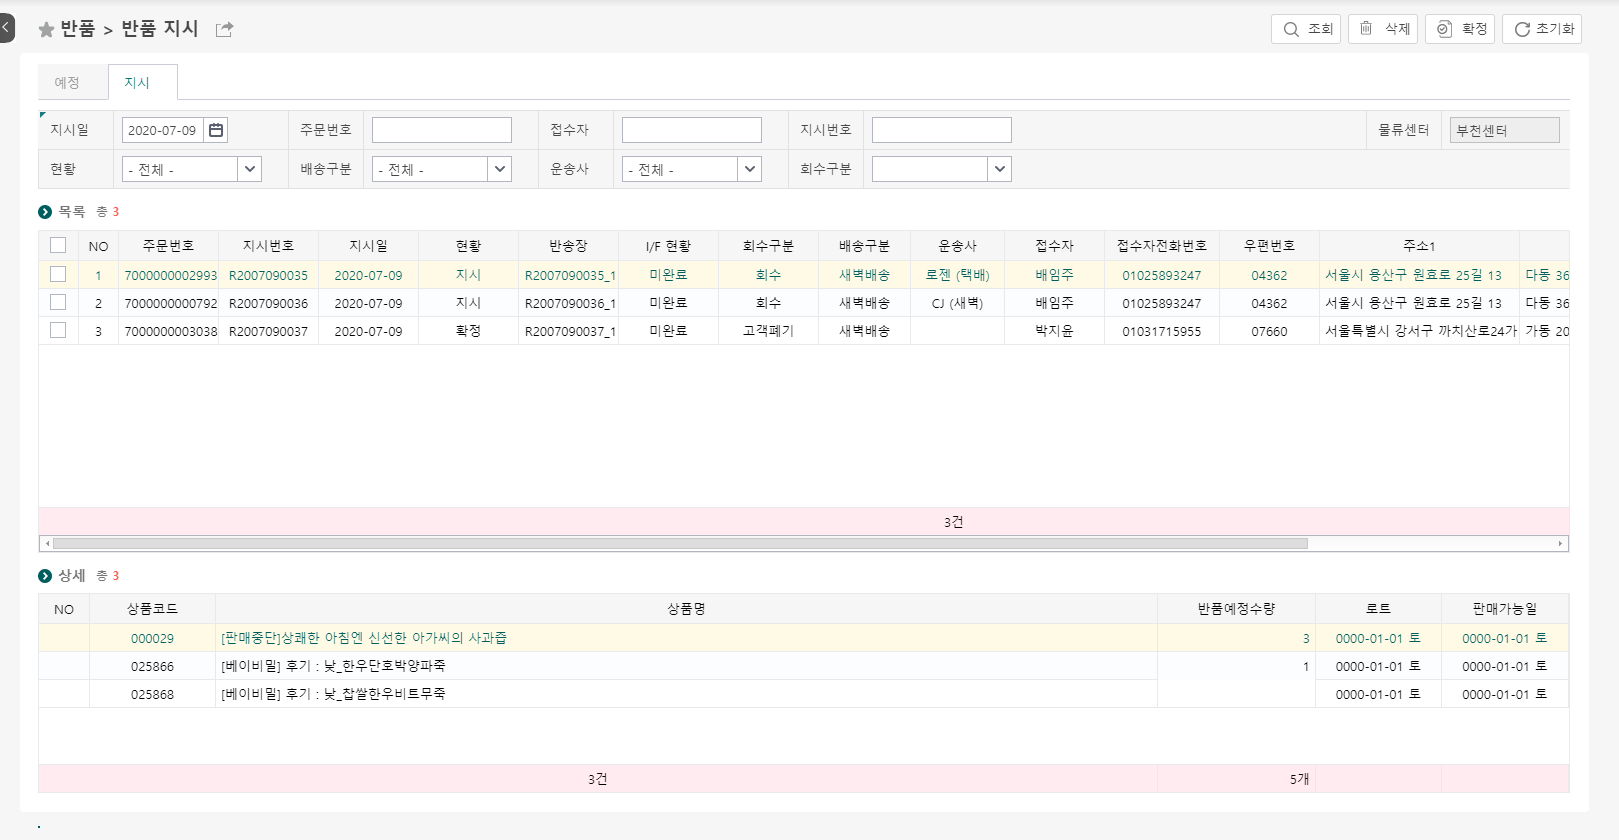 반품 > 반품 지시
조회 삭제 확정 초기화
예정 지시
지시일 2020-07-09 주문번호 접수자 지시번호 물류센터 부천센터
현황 - 전체 - 배송구분 - 전체 - 운송사 - 전체 - 회수구분
목록 총 3
NO 주문번호 지시번호 지시일 현황 반송장 I/F 현황 회수구분 배송구분 운송사 접수자 접수자전화번호 우편번호 주소1
1 7000000002993 R2007090035 2020-07-09 지시 R2007090035_1 미완료 회수 새벽배송 로젠 (택배) 배임주 01025893247 04362 서울시 용산구 원효로 25길 13 다동 36
2 7000000000792 R2007090036 2020-07-09 지시 R2007090036_1 미완료 회수 새벽배송 CJ (새벽) 배임주 01025893247 04362 서울시 용산구 원효로 25길 13 다동 36
3 7000000003038 R2007090037 2020-07-09 확정 R2007090037_1 미완료 고객폐기 새벽배송 박지윤 01031715955 07660 서울특별시 강서구 까치산로24가 가동 20
3건
상세 총 3
NO 상품코드 상품명 반품예정수량 로트 판매가능일
000029 [판매중단]상쾌한 아침엔 신선한 아가씨의 사과즙 3 0000-01-01 토 0000-01-01 토
025866 [베이비밀] 후기 : 낮_한우단호박양파죽 1 0000-01-01 토 0000-01-01 토
025868 [베이비밀] 후기 : 낮_찹쌀한우비트무죽 0000-01-01 토 0000-01-01 토
3건 5개